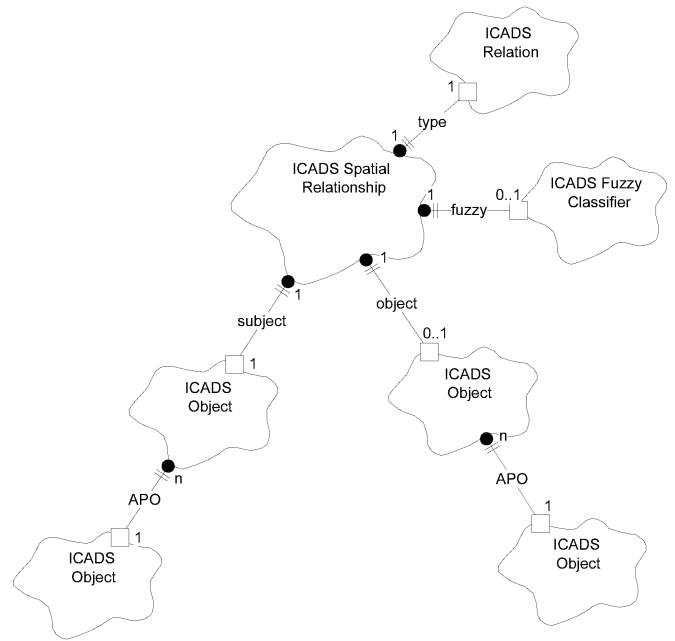 ICADS
Relation
1
type
1
ICADS Spatial
Relationship
ICADS Fuzzy
Classifier
1
fuzzy
0..1
1
1
object
subject
0..1
1
ICADS
Object
ICADS
Object
n
n
APO
APO
1
1
ICADS
Object
ICADS
Object